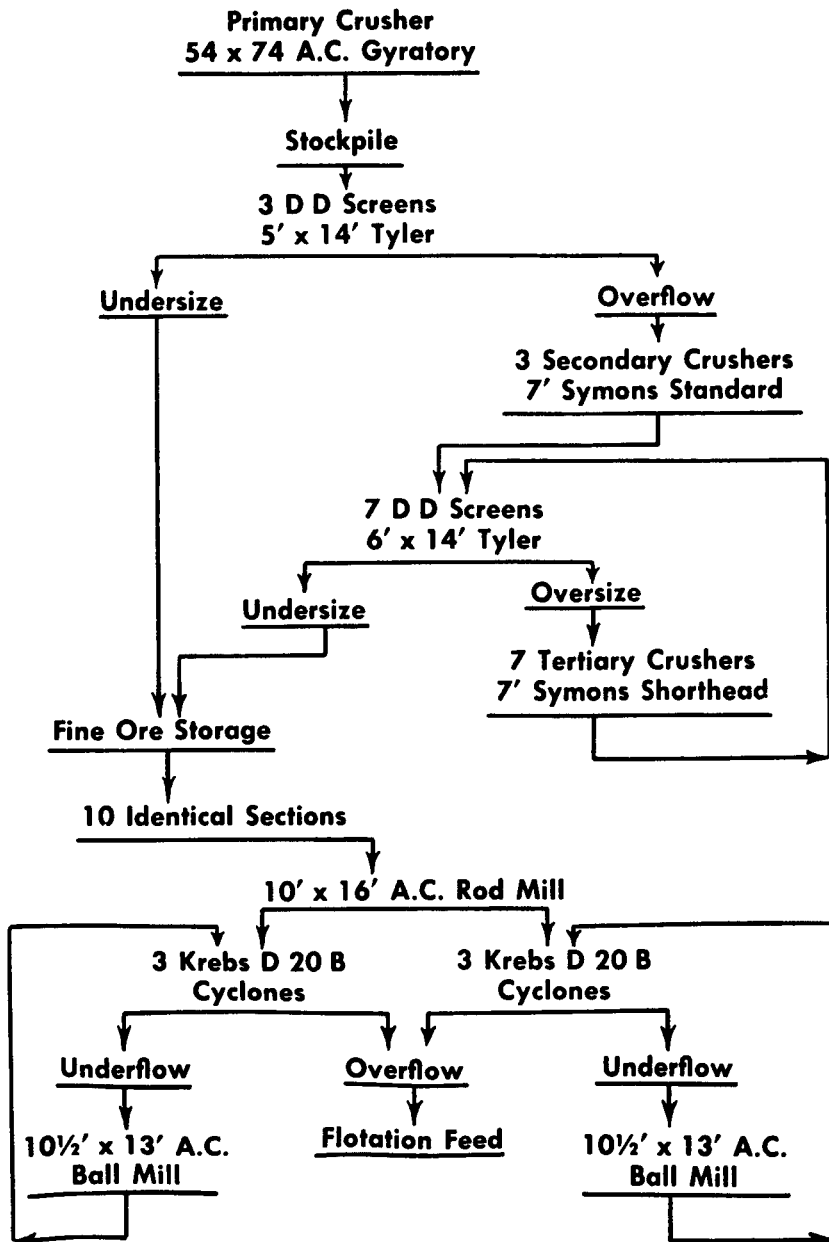 Primary Crusher
54 x 74 A.C. Gyratory
Stockpile
3 D D Screens
5' x 14' Tyler
Undersize
Overflow
3 Secondary Crushers
7' Symons Standard
7 D D Screens
6' x 14' Tyler
Undersize
Oversize
7 Tertiary Crushers
7' Symons Shorthead
Fine Ore Storage
10 Identical Sections
10' x 16' A.C. Rod Mill
3 Krebs D 20 B
Cyclones
3 Krebs D 20 B
Cyclones
Underflow
Overflow
Underflow
10½' x 13' A.C.
Ball Mill
Flotation Feed
10½' x 13' A.C.
Ball Mill